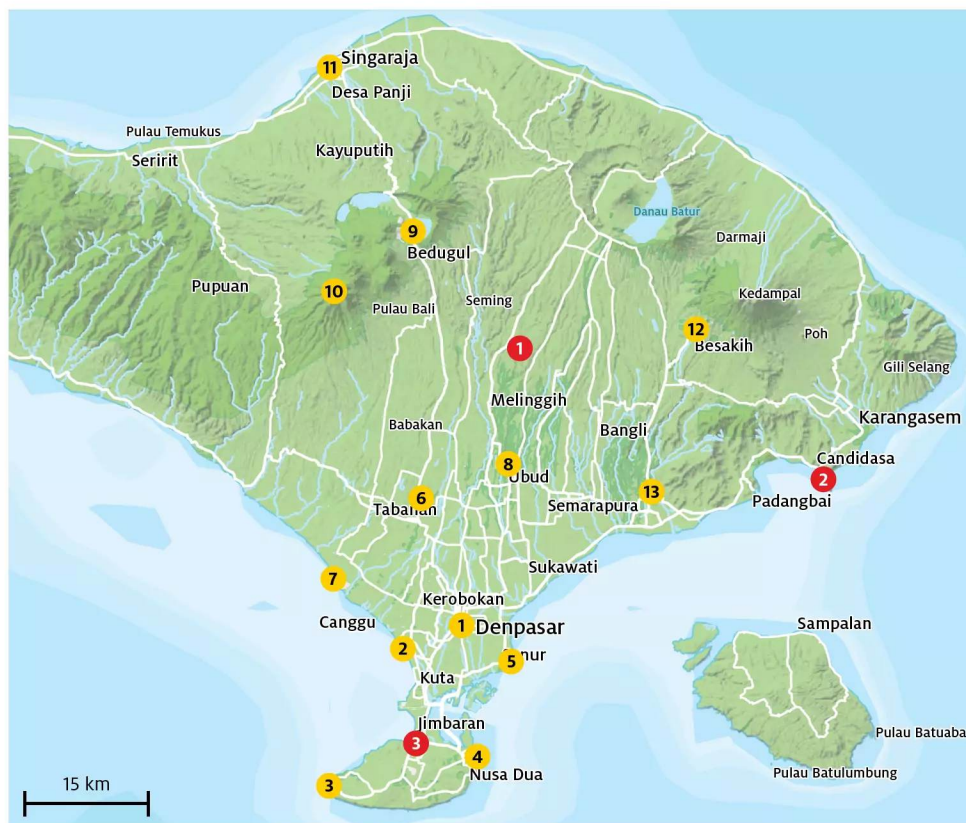 11
Singaraja
Desa Panji
Pulau Temukus
Seririt
Kayuputih
Danau Batur
9
Bedugul
Darmaji
10
Pupuan
Pulau Bali
Seming
Kedampal
12
Besakih
Poh
1
Gili Selang
Melinggih
Karangasem
Babakan
Bangli
Candidasa
8
Ubud
2
6
Tabanan
13
Semarapura
Padangbai
Sukawati
7
Kerobokan
Canggu
1
Denpasar
Sampalan
2
5
Kuta
Jimbaran
3
Pulau Batuaba
4
Nusa Dua
Pulau Batulumbung
3
15 km